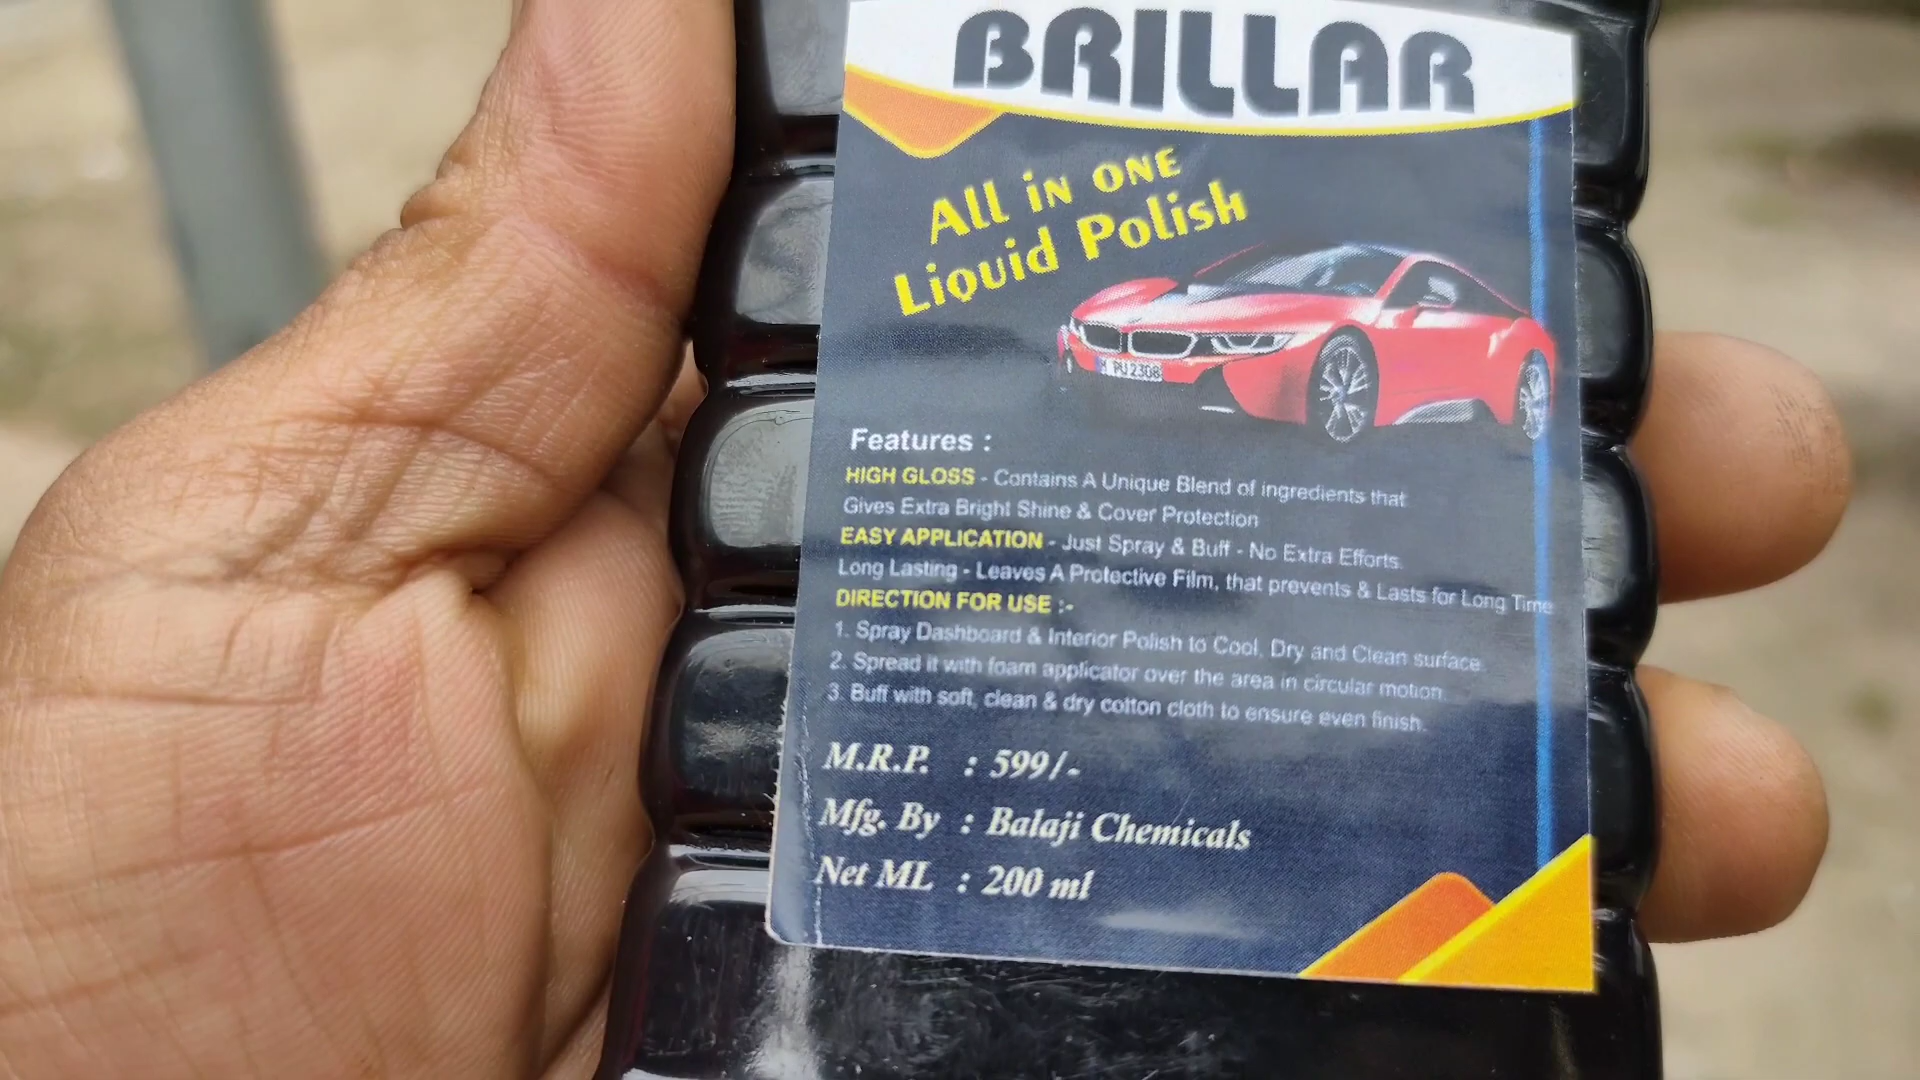 BRILLAR
All in ONE
Liquid Polish
PU 2308
Features :
HIGH GLOSS - Contains A Unique Blend of ingredients that
Gives Extra Bright Shine & Cover Protection
EASY APPLICATION - Just Spray & Buff - No Extra Efforts.
Long Lasting - Leaves A Protective Film, that prevents & Lasts for Long Time
DIRECTION FOR USE :-
1. Spray Dashboard & Interior Polish to Cool, Dry and Clean surface.
2. Spread it with foam applicator over the area in circular motion.
3. Buff with soft, clean & dry cotton cloth to ensure even finish.
M.R.P. : 599/-
Mfg. By : Balaji Chemicals
Net ML : 200 ml